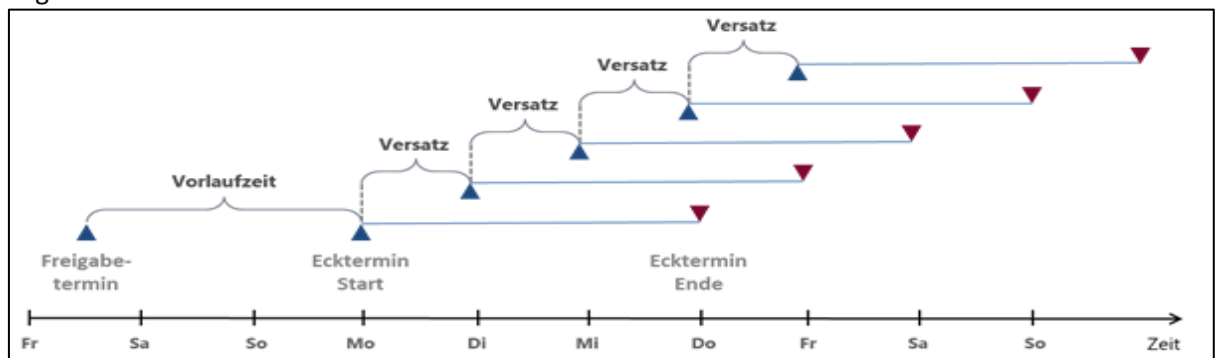 Versatz
Versatz
Versatz
Versatz
Vorlaufzeit
Freigabe-
termin
Ecktermin
Start
Ecktermin
Ende
Fr Sa So Mo Di Mi Do Fr Sa So Zeit